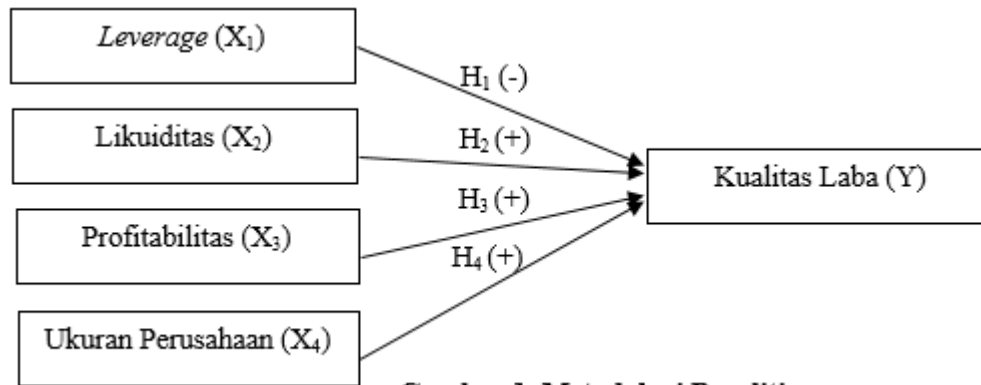 Leverage (X₁)
H₁ (-)
Likuiditas (X₂)
H₂ (+)
Kualitas Laba (Y)
H₃ (+)
Profitabilitas (X₃)
H₄ (+)
Ukuran Perusahaan (X₄)